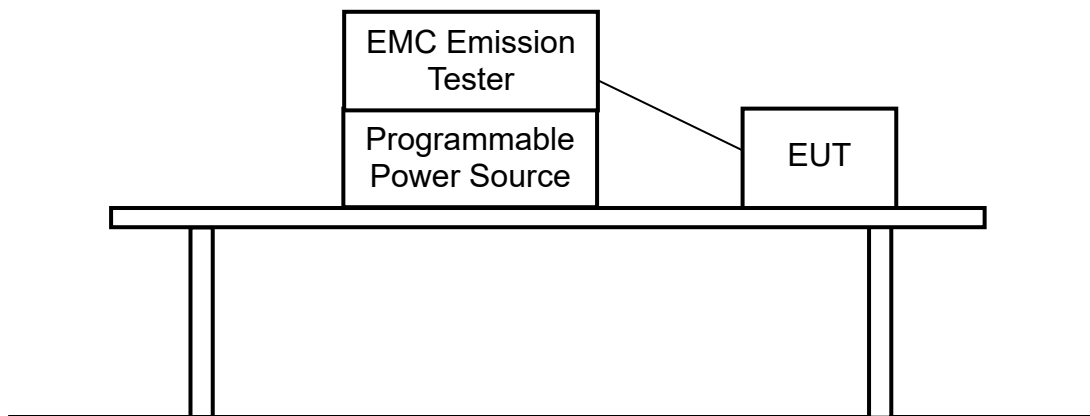 EMC Emission
Tester
Programmable
Power Source
EUT